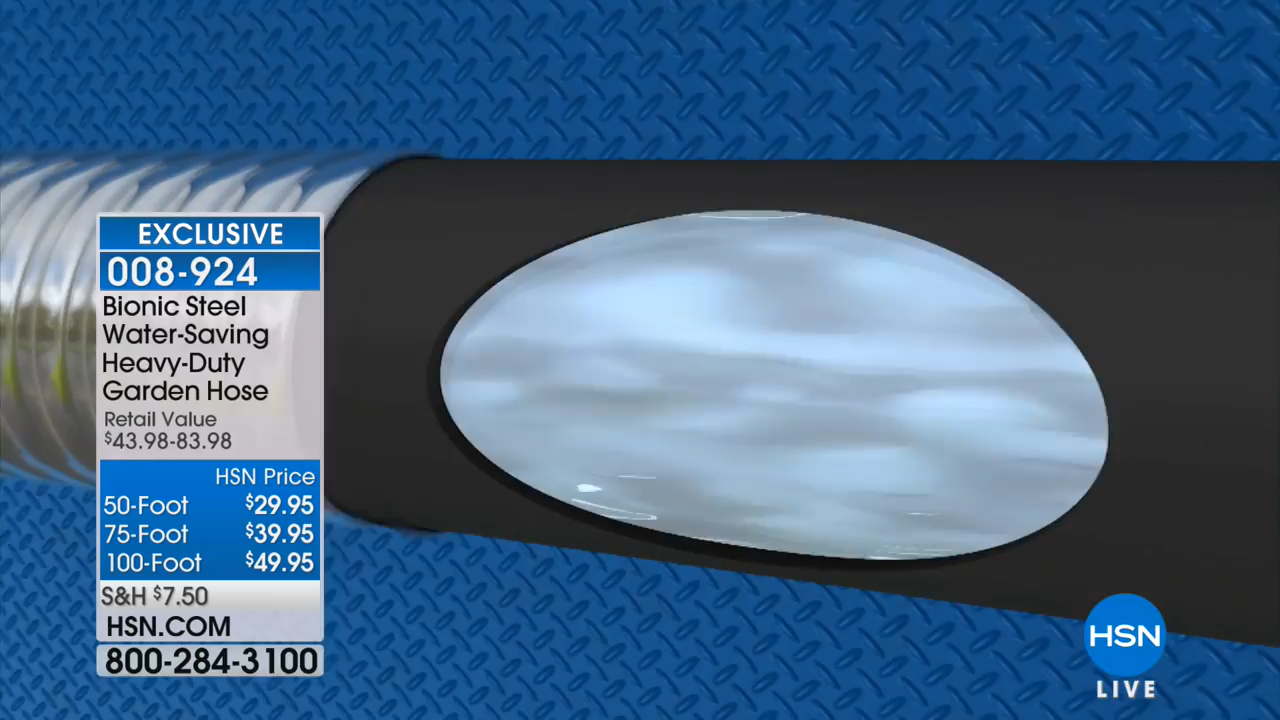 EXCLUSIVE
008-924
Bionic Steel
Water-Saving
Heavy-Duty
Garden Hose
Retail Value
$43.98-83.98
HSN Price
50-Foot $29.95
75-Foot $39.95
100-Foot $49.95
S&H $7.50
HSN.COM
800-284-3100
HSN
LIVE